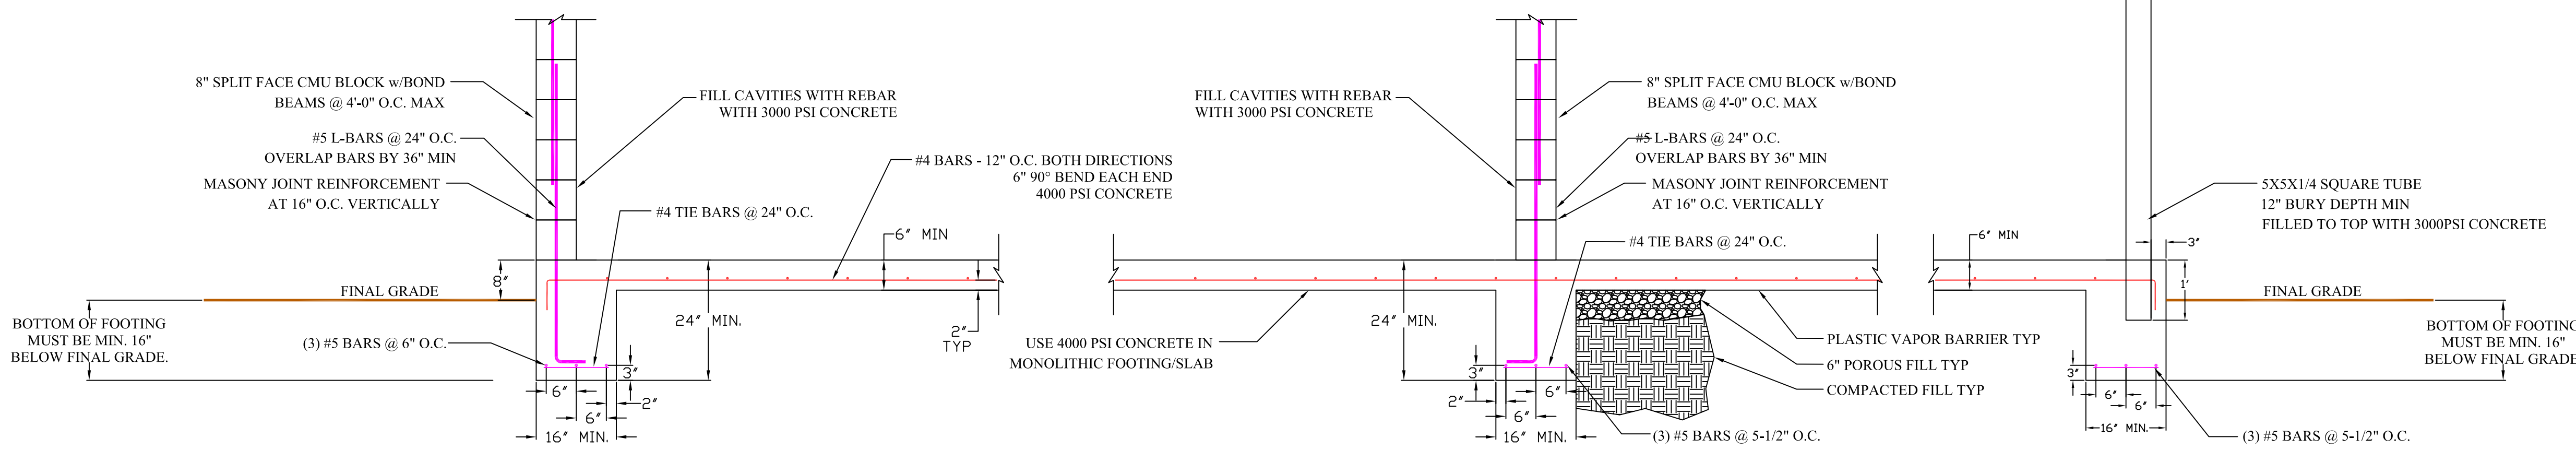 8" SPLIT FACE CMU BLOCK w/BOND
BEAMS @ 4'-0" O.C. MAX
#5 L-BARS @ 24" O.C.
OVERLAP BARS BY 36" MIN
MASONY JOINT REINFORCEMENT
AT 16" O.C. VERTICALLY
FILL CAVITIES WITH REBAR
WITH 3000 PSI CONCRETE
#4 BARS - 12" O.C. BOTH DIRECTIONS
6" 90° BEND EACH END
4000 PSI CONCRETE
#4 TIE BARS @ 24" O.C.
6" MIN
8"
FINAL GRADE
24" MIN.
2"
TYP
BOTTOM OF FOOTING
MUST BE MIN. 16"
BELOW FINAL GRADE.
(3) #5 BARS @ 6" O.C.
3"
6"
2"
6"
16" MIN.
FILL CAVITIES WITH REBAR
WITH 3000 PSI CONCRETE
8" SPLIT FACE CMU BLOCK w/BOND
BEAMS @ 4'-0" O.C. MAX
#5 L-BARS @ 24" O.C.
OVERLAP BARS BY 36" MIN
MASONY JOINT REINFORCEMENT
AT 16" O.C. VERTICALLY
#4 TIE BARS @ 24" O.C.
24" MIN.
USE 4000 PSI CONCRETE IN
MONOLITHIC FOOTING/SLAB
PLASTIC VAPOR BARRIER TYP
6" POROUS FILL TYP
COMPACTED FILL TYP
3"
6"
2"
6"
16" MIN.
(3) #5 BARS @ 5-1/2" O.C.
5X5X1/4 SQUARE TUBE
12" BURY DEPTH MIN
FILLED TO TOP WITH 3000PSI CONCRETE
6" MIN
3"
1'
FINAL GRADE
BOTTOM OF FOOTING
MUST BE MIN. 16"
BELOW FINAL GRADE
3"
6"
6"
16" MIN.
(3) #5 BARS @ 5-1/2" O.C.